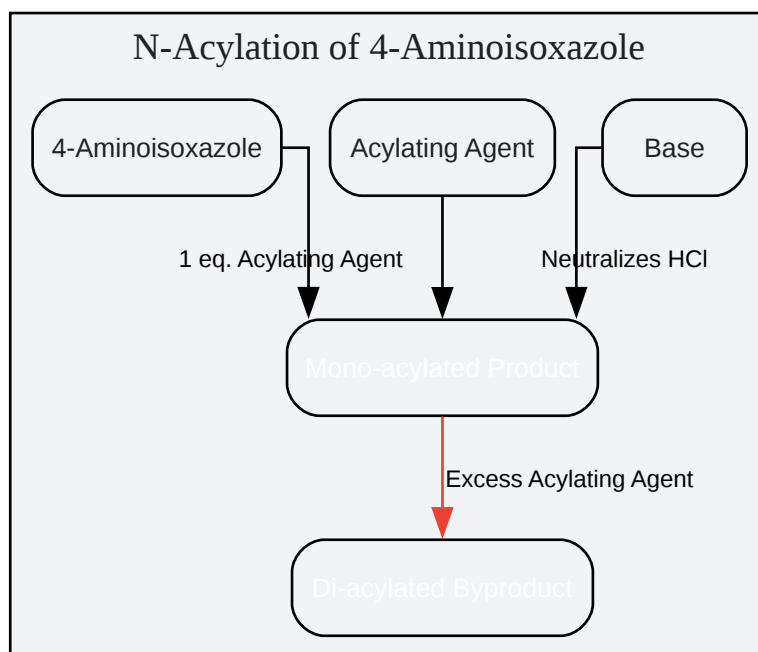 N-Acylation of 4-Aminoisoxazole
4-Aminoisoxazole
Acylating Agent
Base
1 eq. Acylating Agent
Neutralizes HCl
Mono-acylated Product
Excess Acylating Agent
Di-acylated Byproduct